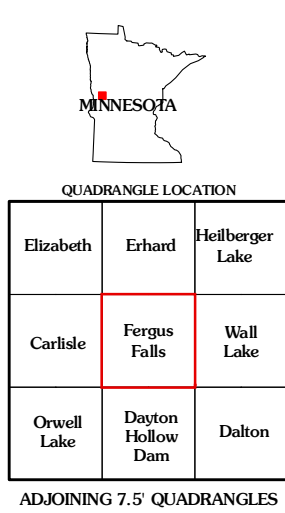 MINNESOTA
QUADRANGLE LOCATION
Elizabeth
Erhard
Heilberger
Lake
Carlisle
Fergus
Falls
Wall
Lake
Orwell
Lake
Dayton
Hollow
Dam
Dalton
ADJOINING 7.5' QUADRANGLES